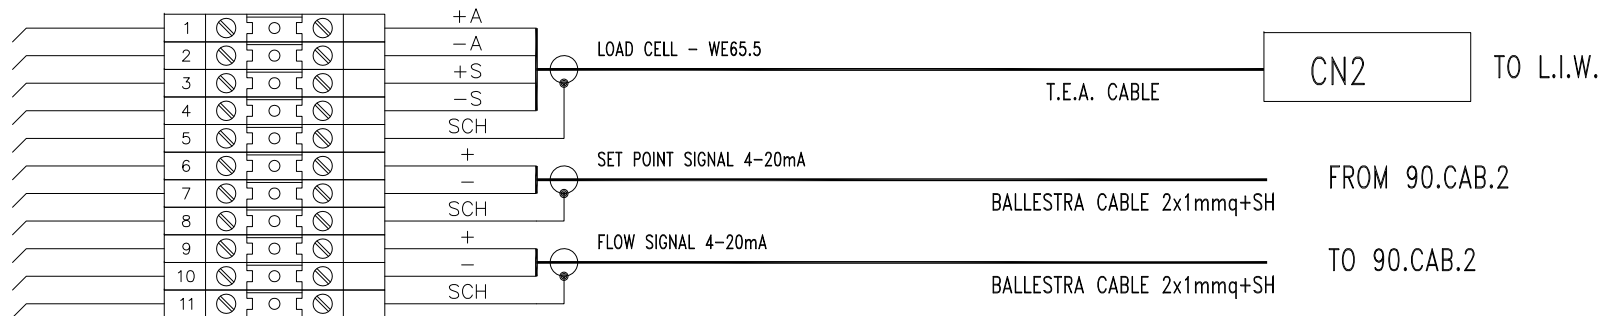 +A
1
LOAD CELL - WE65.5
-A
2
CN2
TO L.I.W.
+S
3
T.E.A. CABLE
-S
4
SCH
5
+
SET POINT SIGNAL 4-20mA
6
FROM 90.CAB.2
-
7
BALLESTRA CABLE 2x1mmq+SH
SCH
8
+
FLOW SIGNAL 4-20mA
9
TO 90.CAB.2
-
10
BALLESTRA CABLE 2x1mmq+SH
SCH
11